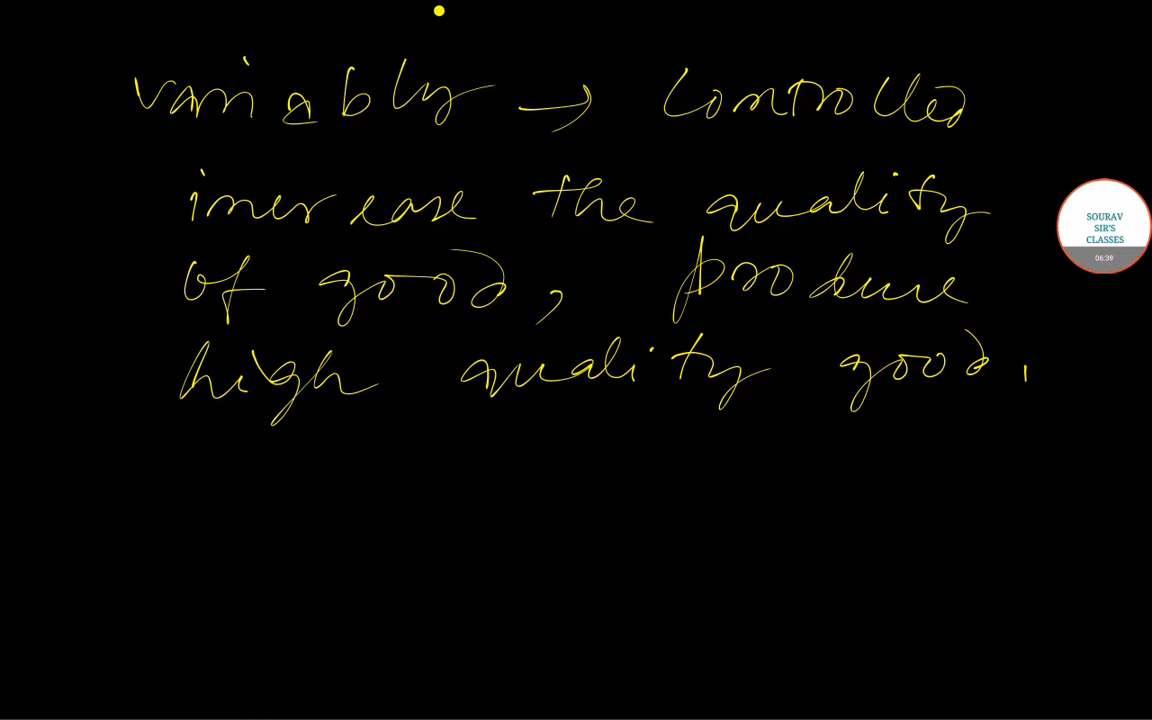 variably → controlled
increase the quality
of good, produce
high quality good.
SOURAV
SIR'S
CLASSES
06:39